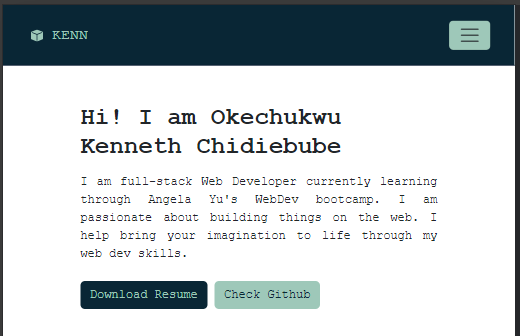 KENN
Hi! I am Okechukwu
Kenneth Chidiebube
I am full-stack Web Developer currently learning
through Angela Yu's WebDev bootcamp. I am
passionate about building things on the web. I
help bring your imagination to life through my
web dev skills.
Download Resume Check Github